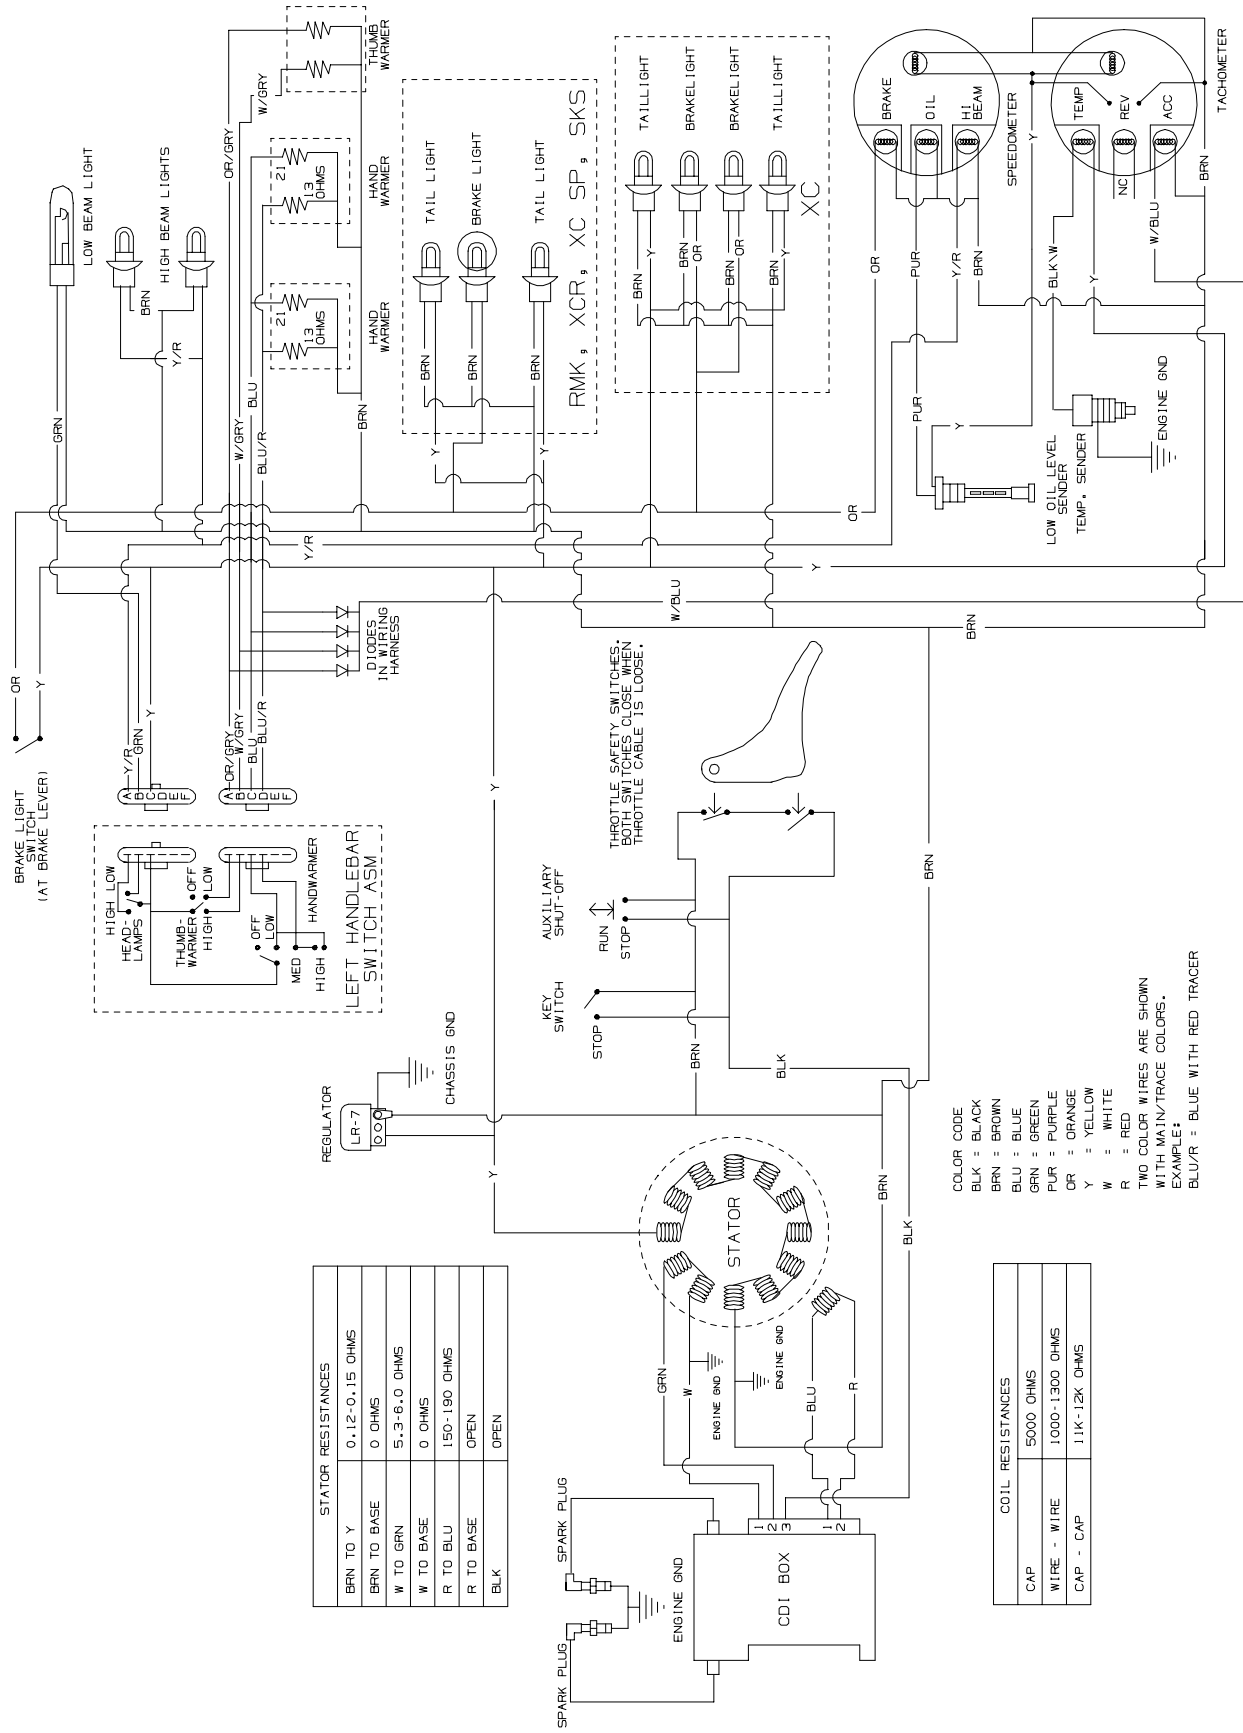 BRAKE LIGHT
SWITCH
(AT BRAKE LEVER)
OR
Y
LOW BEAM LIGHT
HIGH BEAM LIGHTS
GRN
BRN
Y/R
OR/GRY
W/GRY
THUMB
WARMER
21
13
OHMS
HAND
WARMER
21
13
OHMS
HAND
WARMER
W/GRY
BLU
BLU/R
BRN
Y/R
GRN
Y
A
B
C
D
E
F
OR/GRY
W/GRY
BLU
BLU/R
A
B
C
D
E
F
DIODES
IN WIRING
HARNESS
HIGH LOW
HEAD-
LAMPS
THUMB-
WARMER
HIGH
OFF
LOW
OFF
LOW
MED
HIGH
HANDWARMER
LEFT HANDLEBAR
SWITCH ASM
TAIL LIGHT
BRAKE LIGHT
TAIL LIGHT
BRN
BRN
BRN
Y
Y
RMK, XCR, XC SP, SKS
TAILLIGHT
BRAKELIGHT
BRAKELIGHT
TAILLIGHT
BRN
Y
BRN
OR
BRN
OR
BRN
Y
XC
Y/R
OR
Y
W/BLU
BRN
BRAKE
OIL
HI
BEAM
SPEEDOMETER
TEMP
REV
ACC
TACHOMETER
OR
PUR
Y/R
BRN
Y
BLK\W
Y
NC
W/BLU
BRN
PUR
Y
LOW OIL LEVEL
SENDER
TEMP. SENDER
ENGINE GND
THROTTLE SAFETY SWITCHES.
BOTH SWITCHES CLOSE WHEN
THROTTLE CABLE IS LOOSE.
AUXILIARY
SHUT-OFF
RUN
STOP
KEY
SWITCH
STOP
BRN
BLK
BRN
Y
REGULATOR
LR-7
CHASSIS GND
Y
STATOR
BRN
BLK
GRN
W
ENGINE GND
ENGINE GND
BLU
R
SPARK PLUG
SPARK PLUG
ENGINE GND
CDI BOX
1
2
3
1
2
STATOR RESISTANCES
BRN TO Y 0.12-0.15 OHMS
BRN TO BASE 0 OHMS
W TO GRN 5.3-6.0 OHMS
W TO BASE 0 OHMS
R TO BLU 150-190 OHMS
R TO BASE OPEN
BLK OPEN
COIL RESISTANCES
CAP 5000 OHMS
WIRE - WIRE 1000-1300 OHMS
CAP - CAP 11K-12K OHMS
COLOR CODE
BLK = BLACK
BRN = BROWN
BLU = BLUE
GRN = GREEN
PUR = PURPLE
OR = ORANGE
Y = YELLOW
W = WHITE
R = RED
TWO COLOR WIRES ARE SHOWN
WITH MAIN/TRACE COLORS.
EXAMPLE:
BLU/R = BLUE WITH RED TRACER